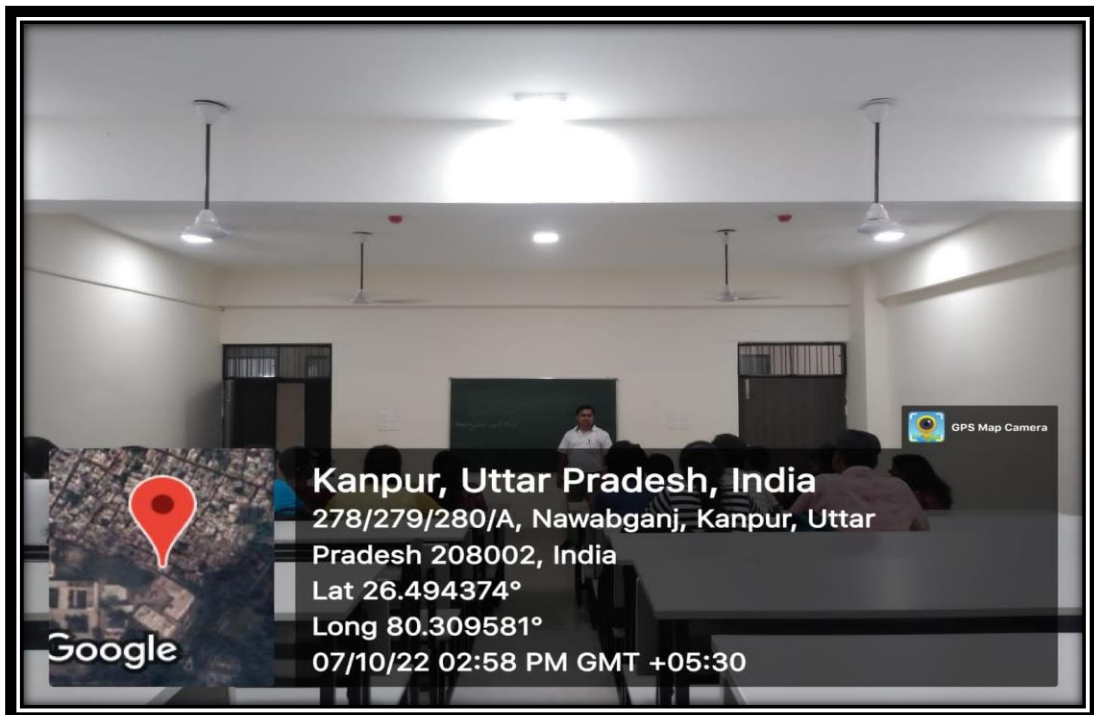 GPS Map Camera
Kanpur, Uttar Pradesh, India
278/279/280/A, Nawabganj, Kanpur, Uttar
Pradesh 208002, India
Lat 26.494374°
Long 80.309581°
07/10/22 02:58 PM GMT +05:30
Google